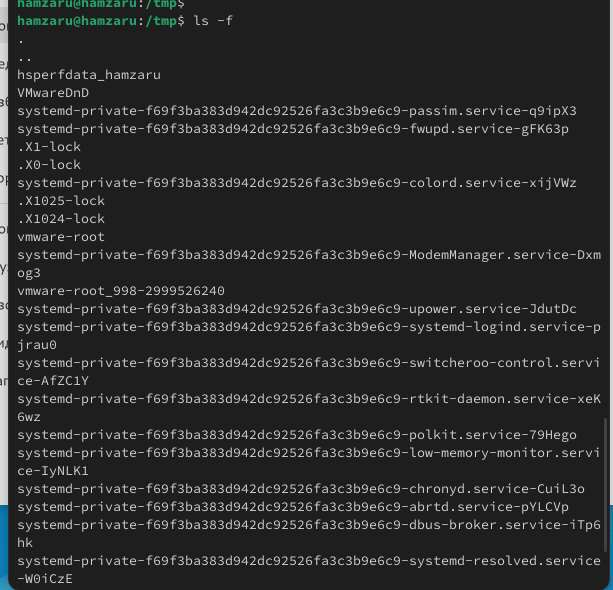 hamzaru@hamzaru:/tmp$
hamzaru@hamzaru:/tmp$ ls -f
.
..
hsperfdata_hamzaru
VMwareDnD
systemd-private-f69f3ba383d942dc92526fa3c3b9e6c9-passim.service-q9ipX3
systemd-private-f69f3ba383d942dc92526fa3c3b9e6c9-fwupd.service-gFK63p
.X1-lock
.X0-lock
systemd-private-f69f3ba383d942dc92526fa3c3b9e6c9-colord.service-xijVWz
.X1025-lock
.X1024-lock
vmware-root
systemd-private-f69f3ba383d942dc92526fa3c3b9e6c9-ModemManager.service-Dxm
og3
vmware-root_998-2999526240
systemd-private-f69f3ba383d942dc92526fa3c3b9e6c9-upower.service-JdutDc
systemd-private-f69f3ba383d942dc92526fa3c3b9e6c9-systemd-logind.service-p
jrau0
systemd-private-f69f3ba383d942dc92526fa3c3b9e6c9-switcheroo-control.servi
ce-AfZC1Y
systemd-private-f69f3ba383d942dc92526fa3c3b9e6c9-rtkit-daemon.service-xeK
6wz
systemd-private-f69f3ba383d942dc92526fa3c3b9e6c9-polkit.service-79Hego
systemd-private-f69f3ba383d942dc92526fa3c3b9e6c9-low-memory-monitor.servi
ce-IyNLK1
systemd-private-f69f3ba383d942dc92526fa3c3b9e6c9-chronyd.service-CuiL3o
systemd-private-f69f3ba383d942dc92526fa3c3b9e6c9-abrtd.service-pYLCVp
systemd-private-f69f3ba383d942dc92526fa3c3b9e6c9-dbus-broker.service-iTp6
hk
systemd-private-f69f3ba383d942dc92526fa3c3b9e6c9-systemd-resolved.service
-W0iCzE